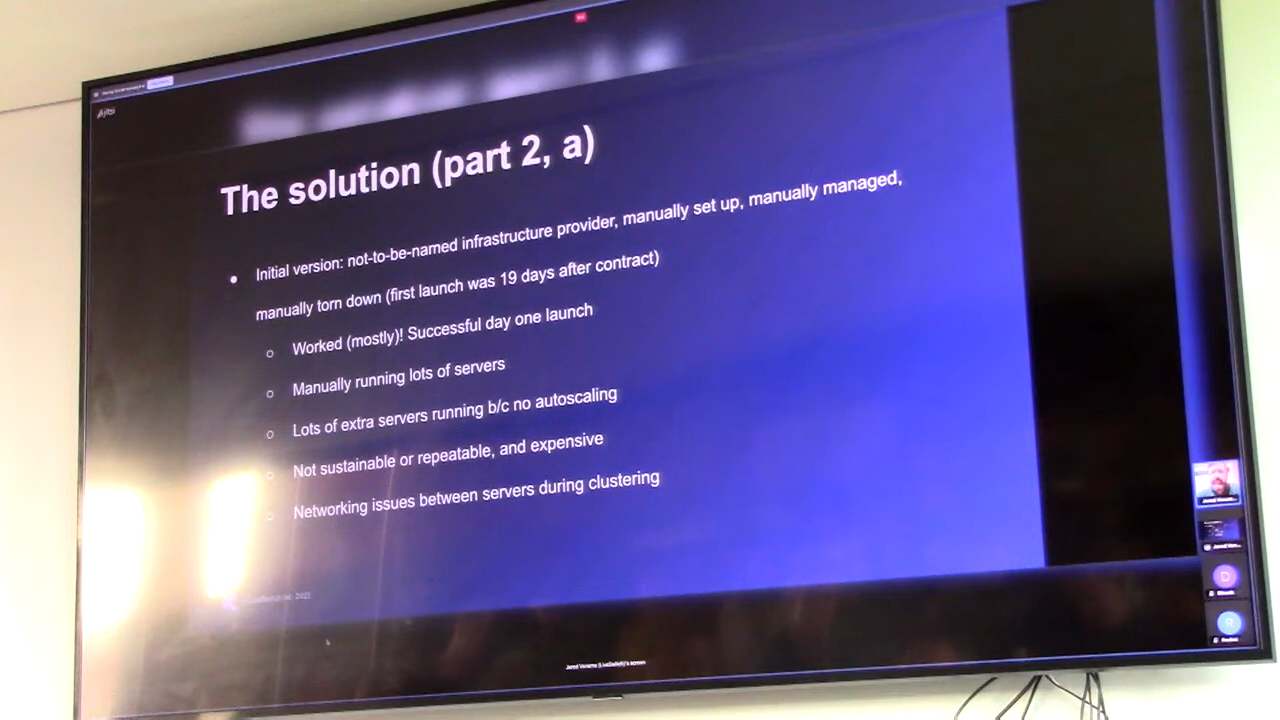 Jitsi
The solution (part 2, a)
Initial version: not-to-be-named infrastructure provider, manually set up, manually managed,
manually torn down (first launch was 19 days after contract)
Worked (mostly)! Successful day one launch
Manually running lots of servers
Lots of extra servers running b/c no autoscaling
Not sustainable or repeatable, and expensive
Networking issues between servers during clustering
2022
D
R